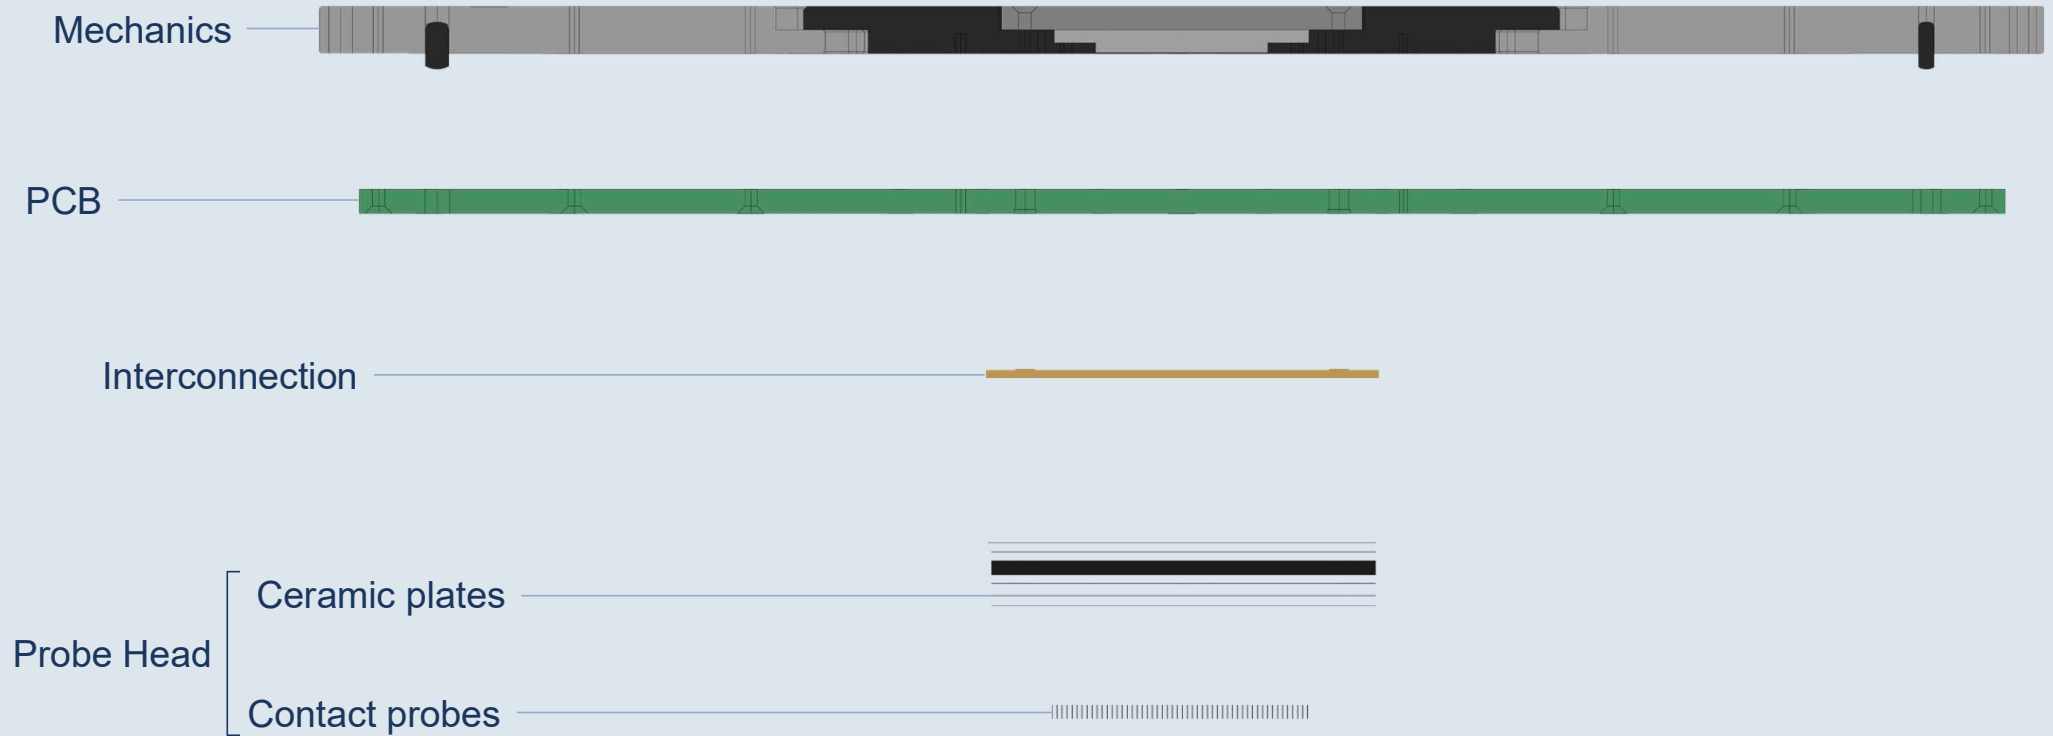 Mechanics
PCB
Interconnection
Ceramic plates
Probe Head
Contact probes